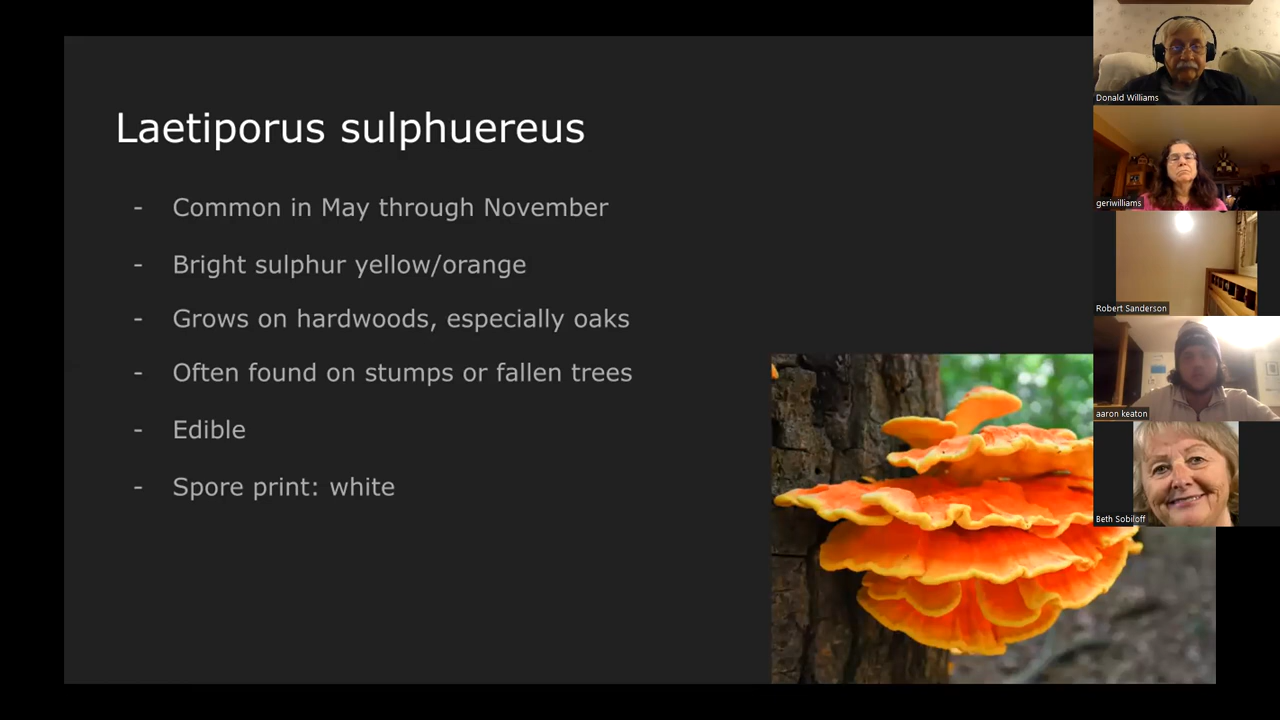 Laetiporus sulphuereus
- Common in May through November
- Bright sulphur yellow/orange
- Grows on hardwoods, especially oaks
- Often found on stumps or fallen trees
- Edible
- Spore print: white
Donald Williams
geriwilliams
Robert Sanderson
aaron keaton
Beth Sobiloff